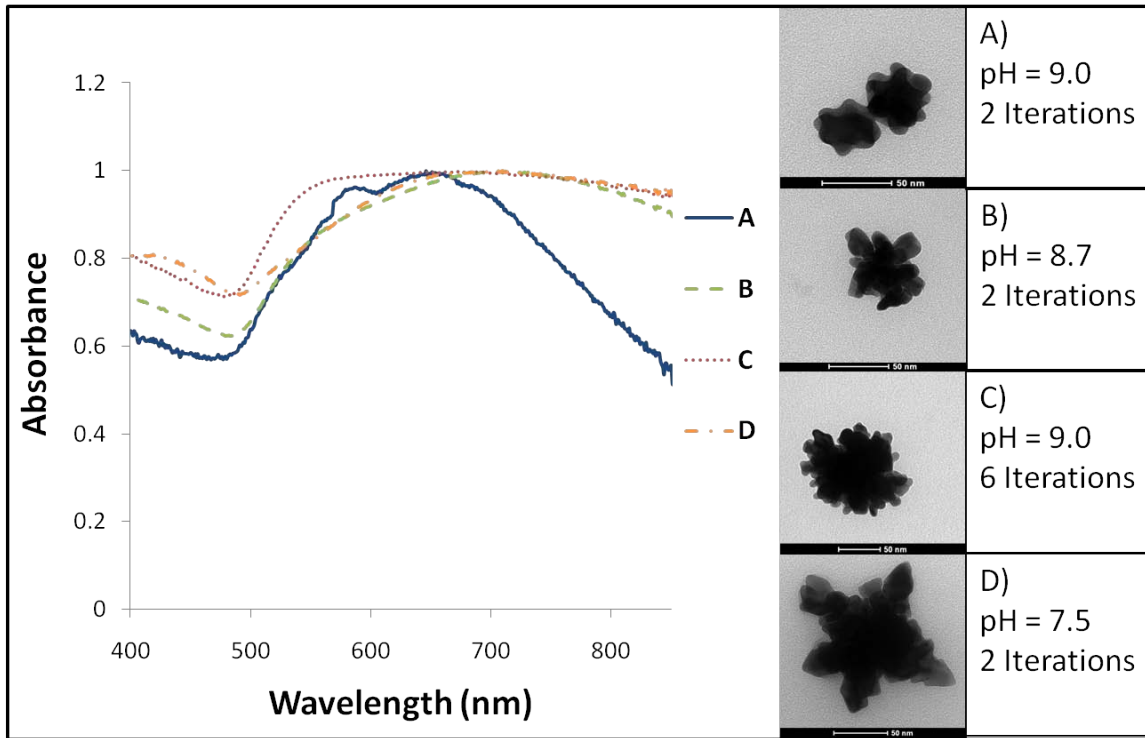 1.2
1
0.8
0.6
0.4
0.2
0
400
500
600
700
800
Absorbance
Wavelength (nm)
A
B
C
D
50 nm
A)
pH = 9.0
2 Iterations
50 nm
B)
pH = 8.7
2 Iterations
50 nm
C)
pH = 9.0
6 Iterations
50 nm
D)
pH = 7.5
2 Iterations